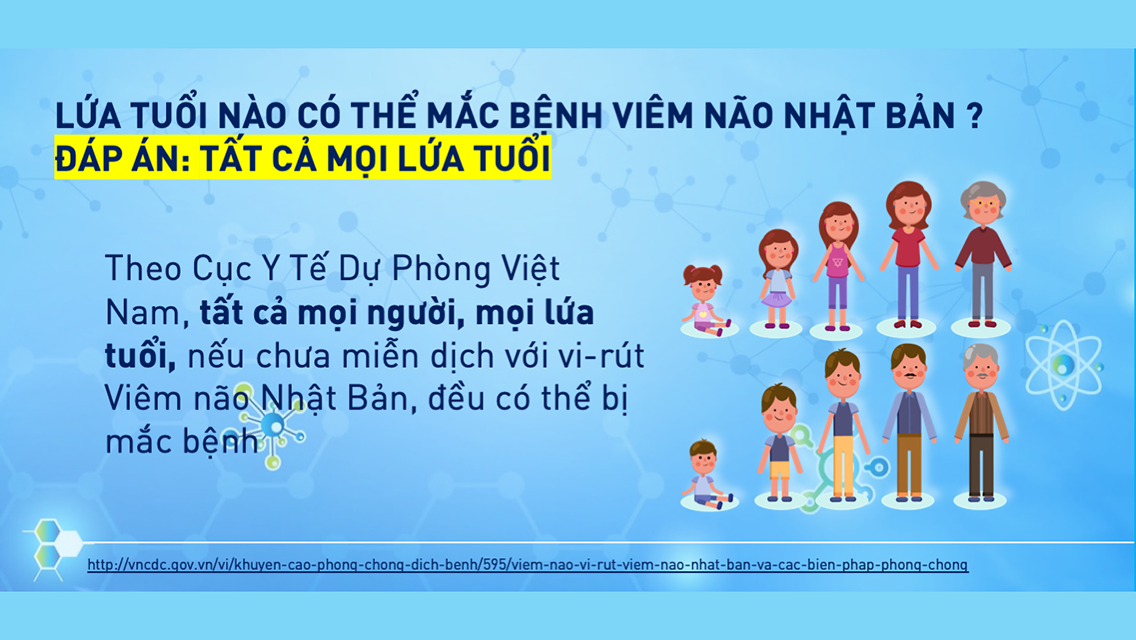 LỨA TUỔI NÀO CÓ THỂ MẮC BỆNH VIÊM NÃO NHẬT BẢN ?
ĐÁP ÁN: TẤT CẢ MỌI LỨA TUỔI
Theo Cục Y Tế Dự Phòng Việt
Nam, tất cả mọi người, mọi lứa
tuổi, nếu chưa miễn dịch với vi-rút
Viêm não Nhật Bản, đều có thể bị
mắc bệnh
http://vncdc.gov.vn/vi/khuyen-cao-phong-chong-dich-benh/595/viem-nao-vi-rut-viem-nao-nhat-ban-va-cac-bien-phap-phong-chong